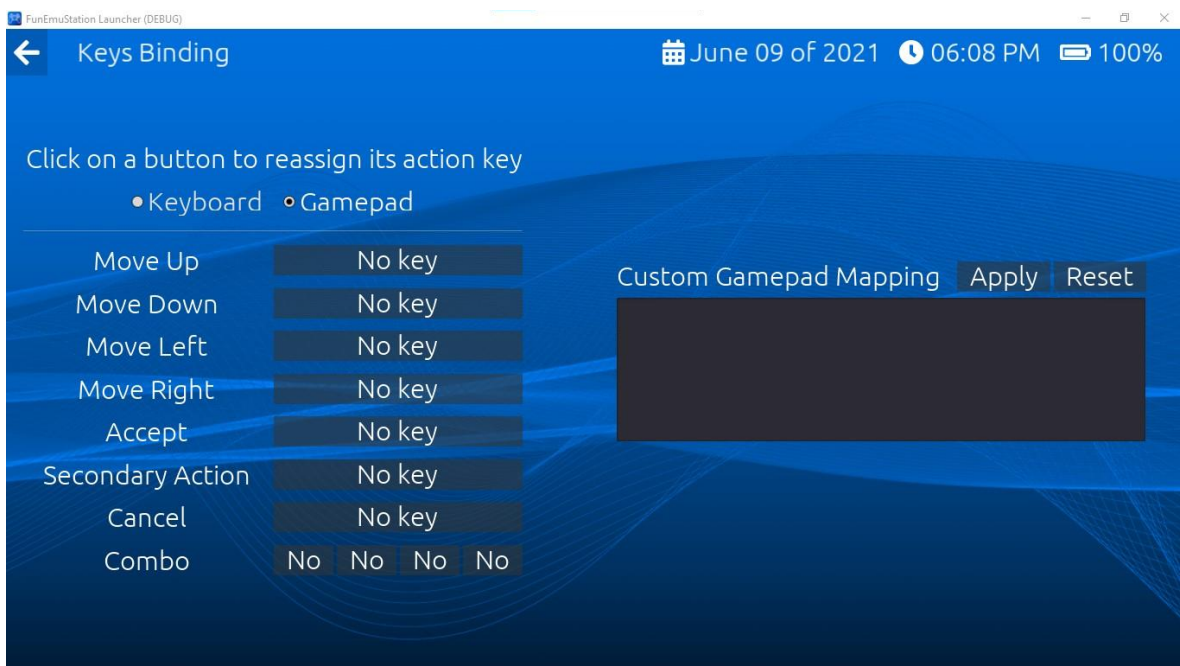 FunEmuStation Launcher (DEBUG)
Keys Binding June 09 of 2021 06:08 PM 100%
Click on a button to reassign its action key
Keyboard Gamepad
Move Up No key
Move Down No key
Move Left No key
Move Right No key
Accept No key
Secondary Action No key
Cancel No key
Combo No No No No
Custom Gamepad Mapping Apply Reset